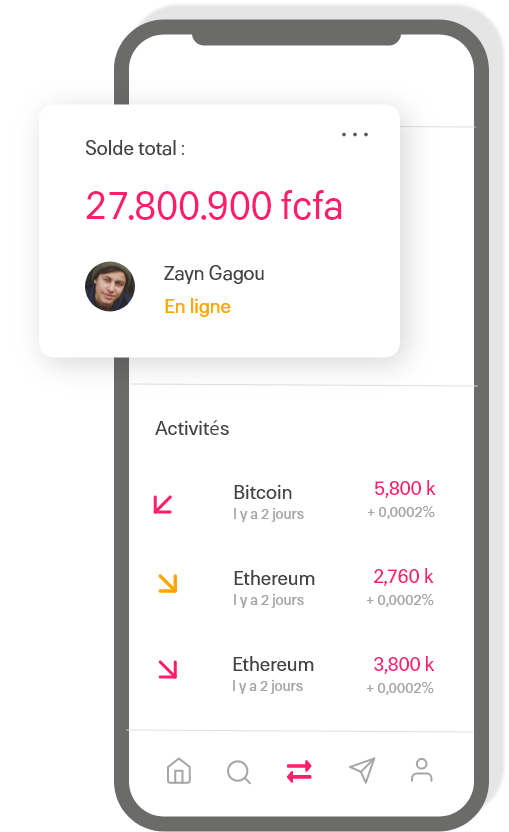 Solde total :
27.800.900 fcfa
Zayn Gagou
En ligne
Activités
Bitcoin
5,800 k
I y a 2 jours
+ 0,0002%
Ethereum
2,760 k
I y a 2 jours
+ 0,0002%
Ethereum
3,800 k
I y a 2 jours
+ 0,0002%